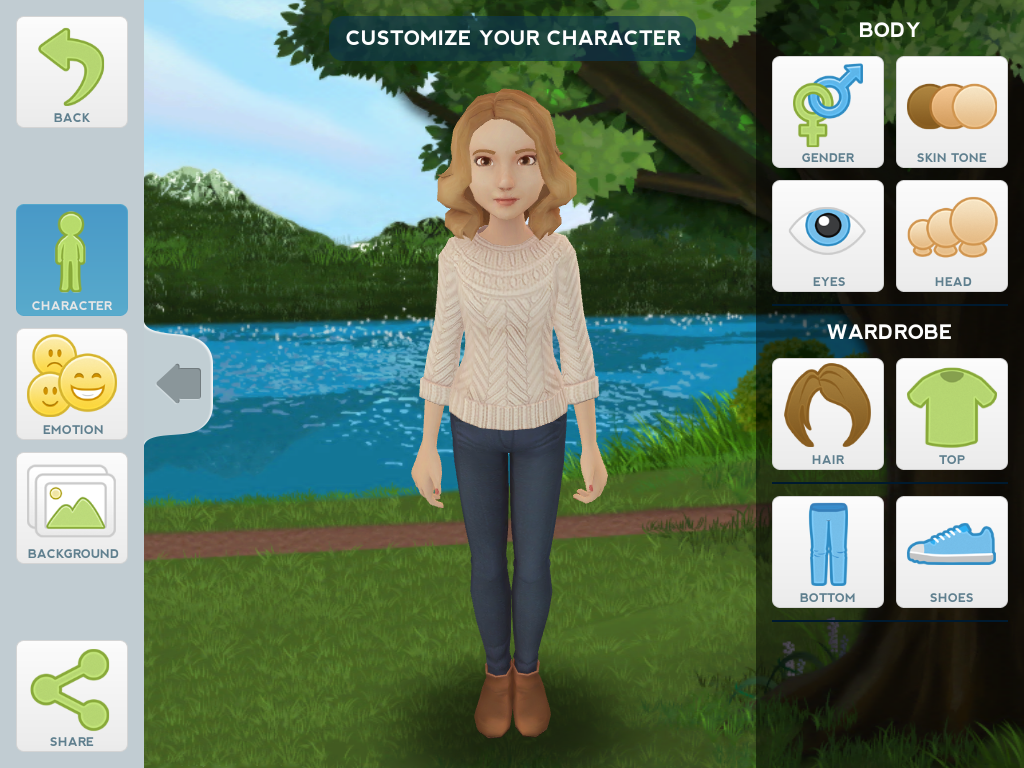 CUSTOMIZE YOUR CHARACTER
BACK
CHARACTER
EMOTION
BACKGROUND
SHARE
BODY
GENDER
SKIN TONE
EYES
HEAD
WARDROBE
HAIR
TOP
BOTTOM
SHOES